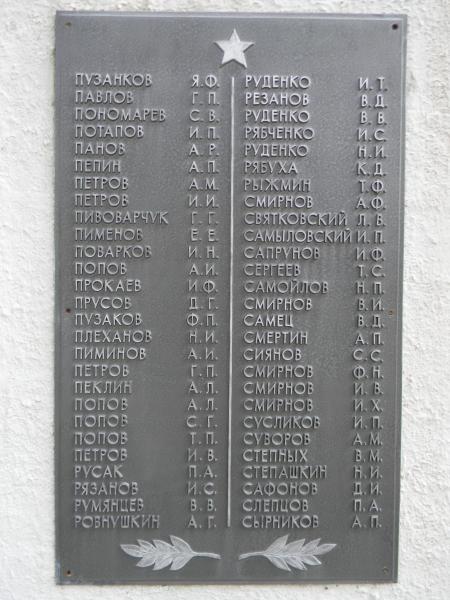 ПУЗАНКОВ Я.Ф.
ПАВЛОВ Г.П.
ПОНОМАРЕВ С.В.
ПОТАПОВ И.П.
ПАНОВ А.Р.
ПЕПИН А.П.
ПЕТРОВ А.М.
ПЕТРОВ И.И.
ПИВОВАРЧУК Г.Г.
ПИМЕНОВ Е.Е.
ПОВАРКОВ И.Н.
ПОПОВ А.И.
ПРОКАЕВ И.Ф.
ПРУСОВ Д.Г.
ПУЗАКОВ Ф.П.
ПЛЕХАНОВ Н.И.
ПИМИНОВ А.И.
ПЕТРОВ Г.П.
ПЕКЛИН А.Л.
ПОПОВ А.Л.
ПОПОВ С.Г.
ПОПОВ Т.П.
ПЕТРОВ И.В.
РУСАК П.А.
РЯЗАНОВ И.С.
РУМЯНЦЕВ В.В.
РОВНУШКИН А.Г.
РУДЕНКО И.Т.
РЕЗАНОВ В.Д.
РУДЕНКО В.В.
РЯБЧЕНКО И.С.
РУДЕНКО Н.И.
РЯБУХА К.Д.
РЫЖМИН Т.Ф.
СМИРНОВ А.Ф.
СВЯТКОВСКИЙ Л.В.
САМЫЛОВСКИЙ И.П.
САПРУНОВ И.Ф.
СЕРГЕЕВ Т.С.
САМОЙЛОВ Н.П.
СМИРНОВ В.И.
САМЕЦ В.Д.
СМЕРТИН А.П.
СИЯНОВ С.С.
СМИРНОВ Ф.Н.
СМИРНОВ И.В.
СМИРНОВ И.Х.
СУСЛИКОВ И.П.
СУВОРОВ А.М.
СТЕПНЫХ В.М.
СТЕПАШКИН Н.И.
САФОНОВ Д.И.
СЛЕПЦОВ П.А.
СЫРНИКОВ А.П.